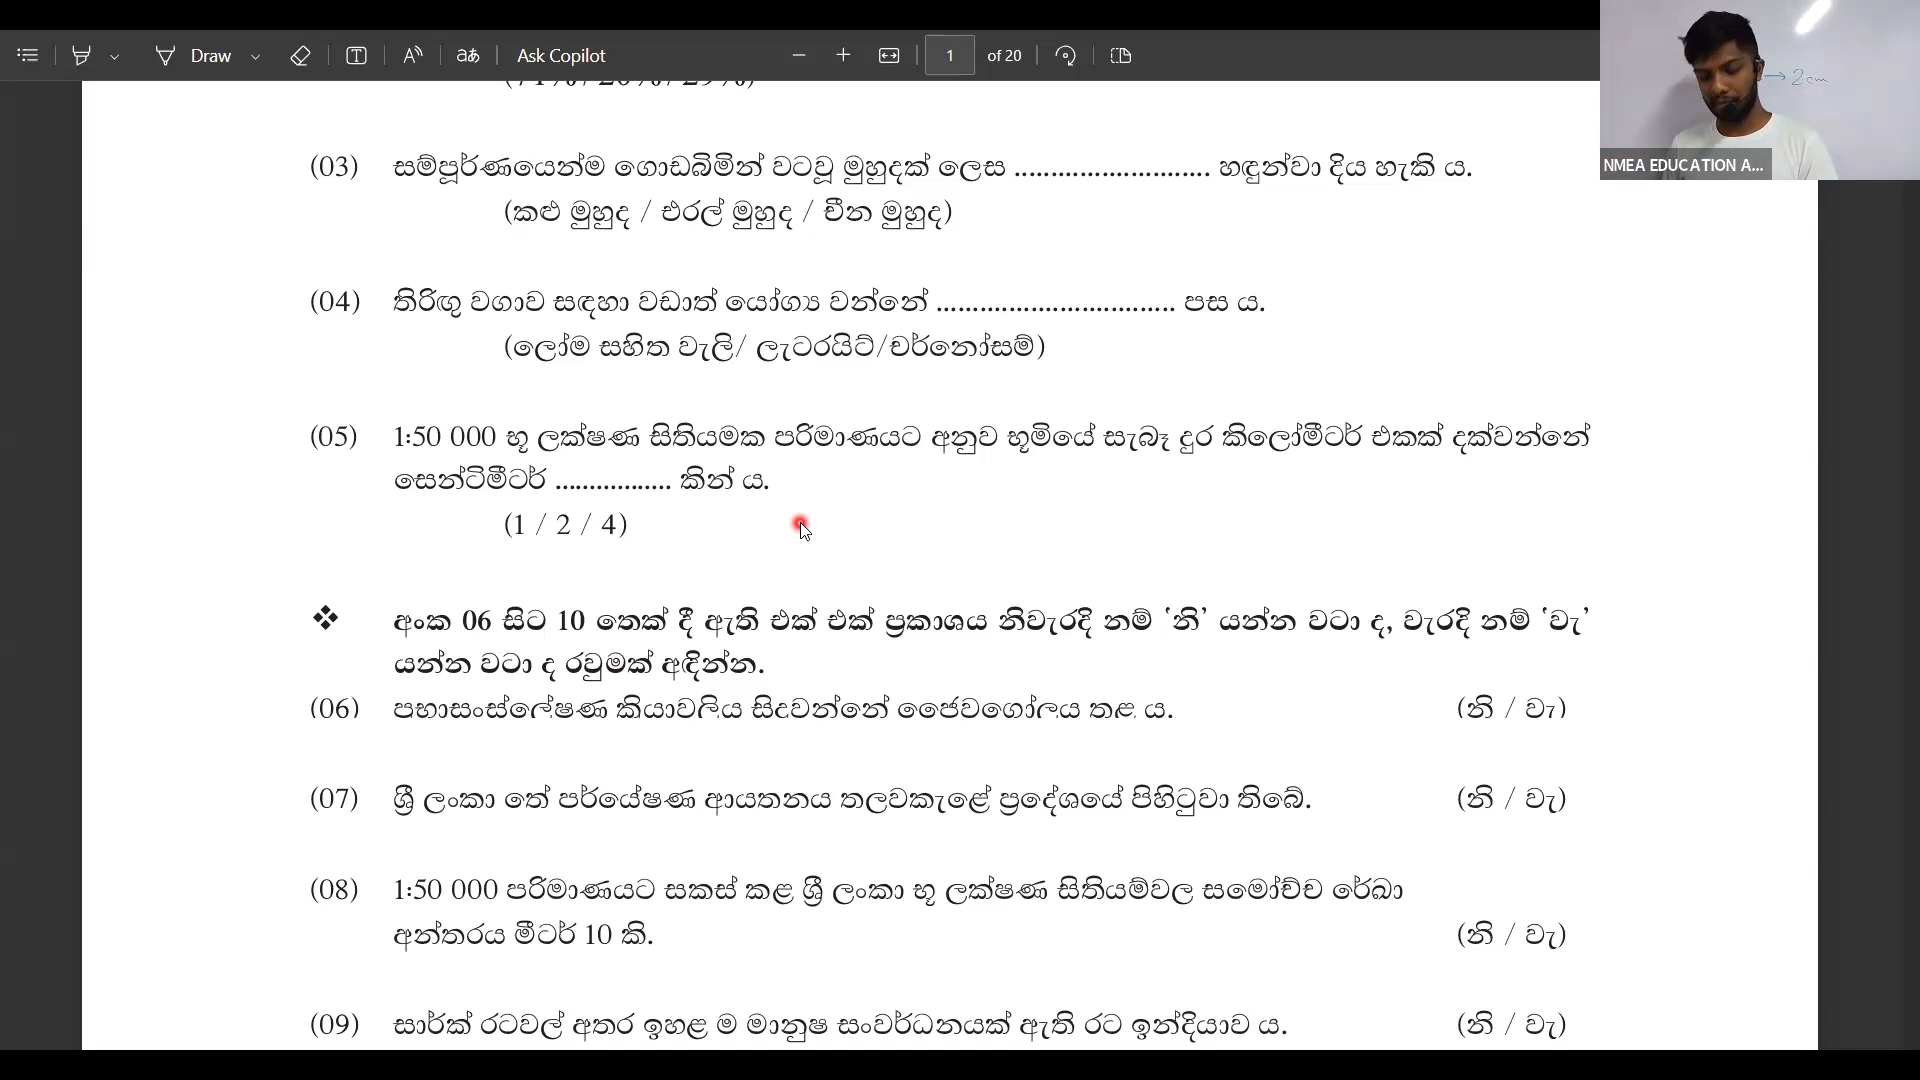 Draw
Ask Copilot
1 of 20
→ 2cm
NMEA EDUCATION A...
(71% / 26% / 29%)
(03) සම්පූර්ණයෙන්ම ගොඩබිමින් වටවූ මුහුදක් ලෙස ........................... හඳුන්වා දිය හැකි ය.
(කළු මුහුද / එරල් මුහුද / චීන මුහුද)
(04) තිරිඟු වගාව සඳහා වඩාත් යෝග්‍ය වන්නේ ................................. පස ය.
(ලෝම සහිත වැලි/ ලැටරයිට්/චර්නෝසම්)
(05) 1:50 000 භූ ලක්ෂණ සිතියමක පරිමාණයට අනුව භූමියේ සැබෑ දුර කිලෝමීටර් එකක් දක්වන්නේ
සෙන්ටිමීටර් ................. කින් ය.
(1 / 2 / 4)
❖ අංක 06 සිට 10 තෙක් දී ඇති එක් එක් ප්‍රකාශය නිවැරදි නම් ‘නි’ යන්න වටා ද, වැරදි නම් ‘වැ’
යන්න වටා ද රවුමක් අඳින්න.
(06) ප්‍රභාසංස්ලේෂණ ක්‍රියාවලිය සිදුවන්නේ ජෛවගෝලය තුළ ය. (නි / වැ)
(07) ශ්‍රී ලංකා තේ පර්යේෂණ ආයතනය තලවකැළේ ප්‍රදේශයේ පිහිටුවා තිබේ. (නි / වැ)
(08) 1:50 000 පරිමාණයට සකස් කළ ශ්‍රී ලංකා භූ ලක්ෂණ සිතියම්වල සමෝච්ච රේඛා
අන්තරය මීටර් 10 කි. (නි / වැ)
(09) සාර්ක් රටවල් අතර ඉහළ ම මානුෂ සංවර්ධනයක් ඇති රට ඉන්දියාව ය. (නි / වැ)